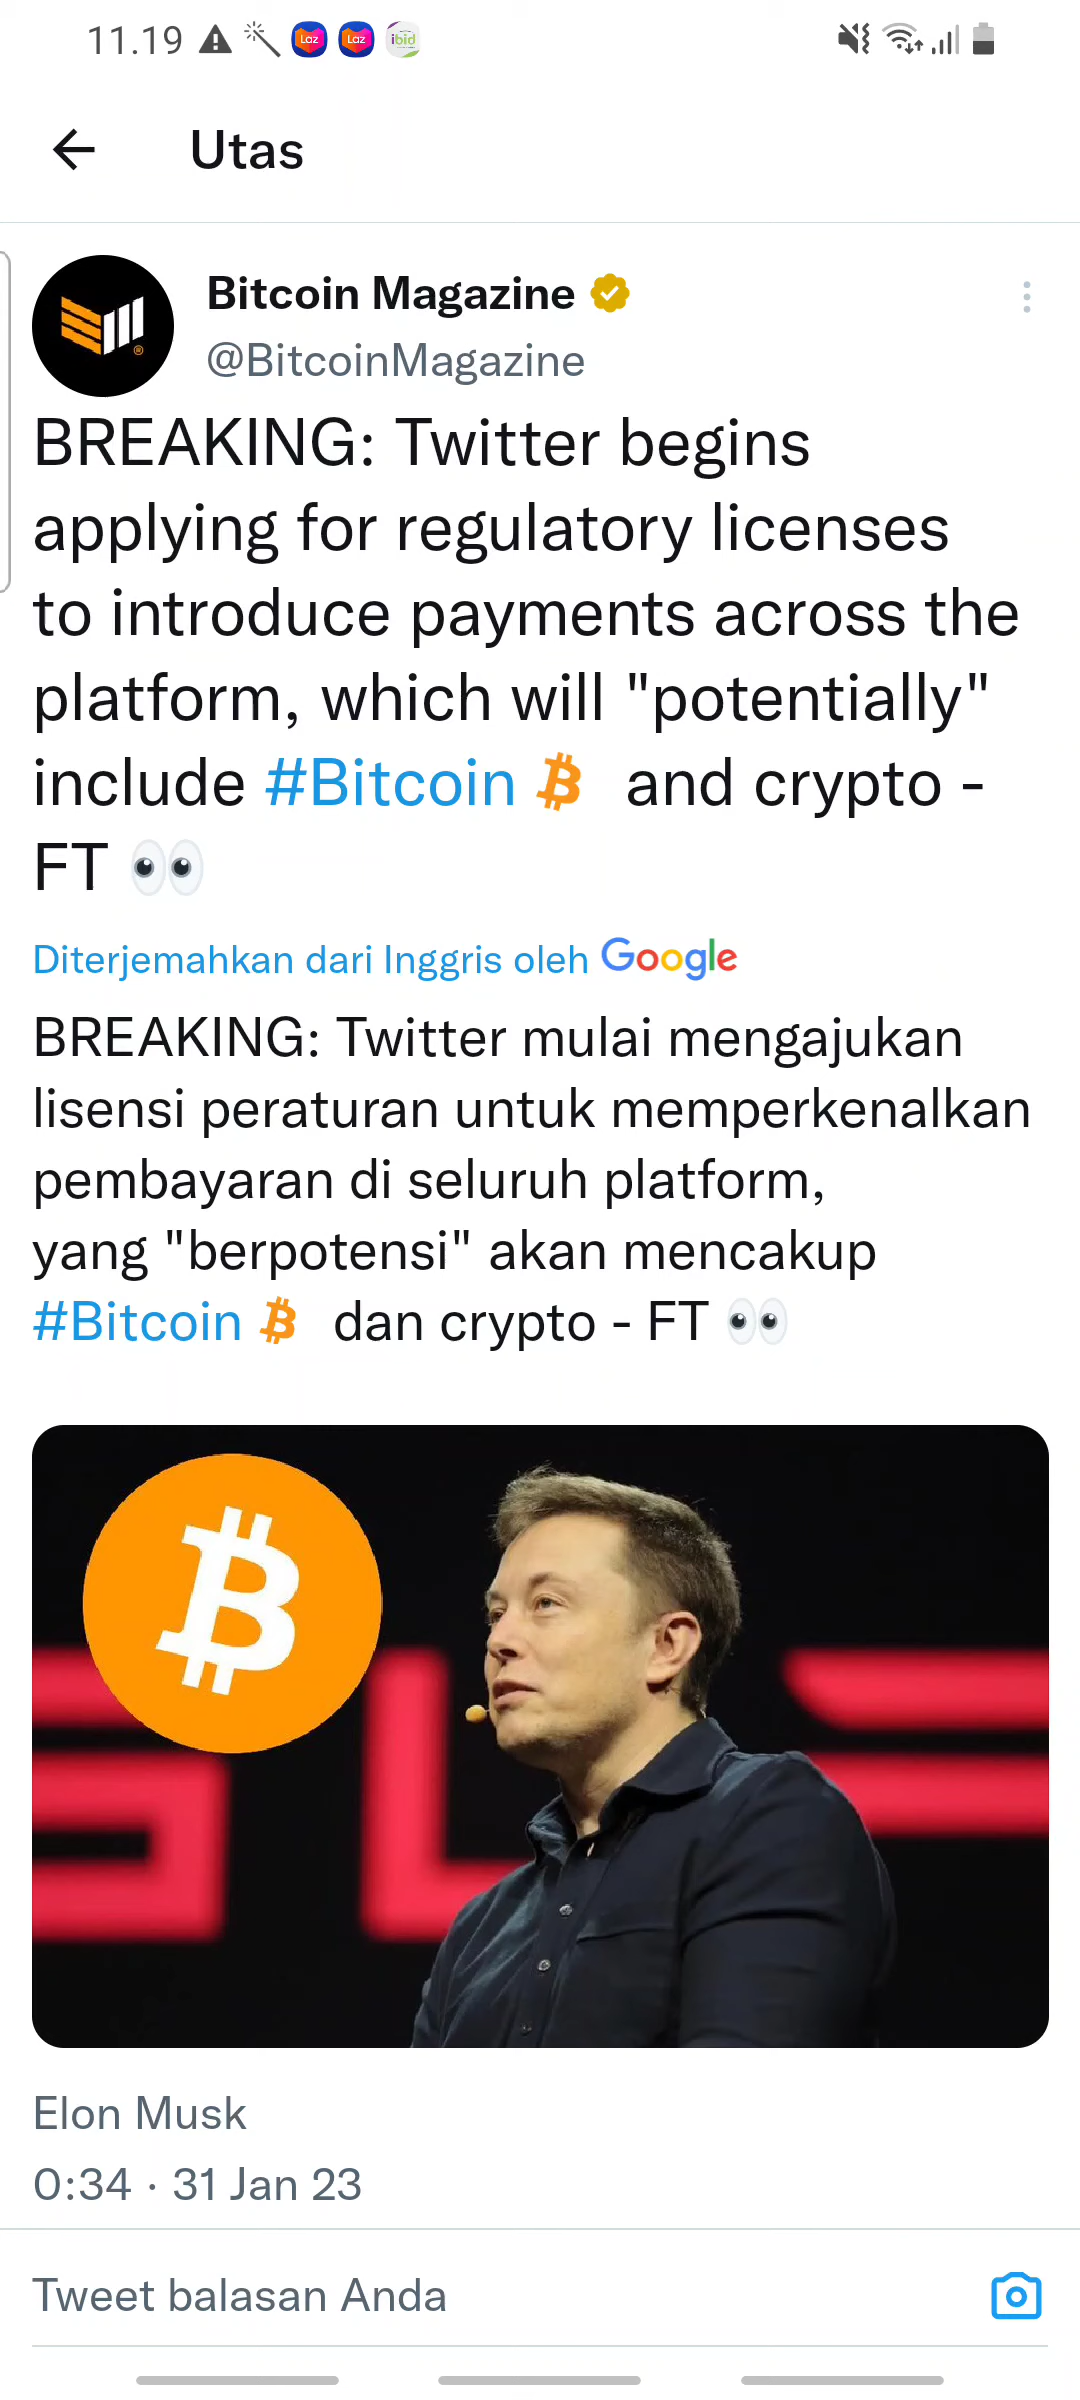 11.19
Laz Laz ibid
Utas
Bitcoin Magazine
@BitcoinMagazine
BREAKING: Twitter begins
applying for regulatory licenses
to introduce payments across the
platform, which will "potentially"
include #Bitcoin and crypto -
FT 👀
Diterjemahkan dari Inggris oleh Google
BREAKING: Twitter mulai mengajukan
lisensi peraturan untuk memperkenalkan
pembayaran di seluruh platform,
yang "berpotensi" akan mencakup
#Bitcoin dan crypto - FT 👀
Elon Musk
0:34 · 31 Jan 23
Tweet balasan Anda